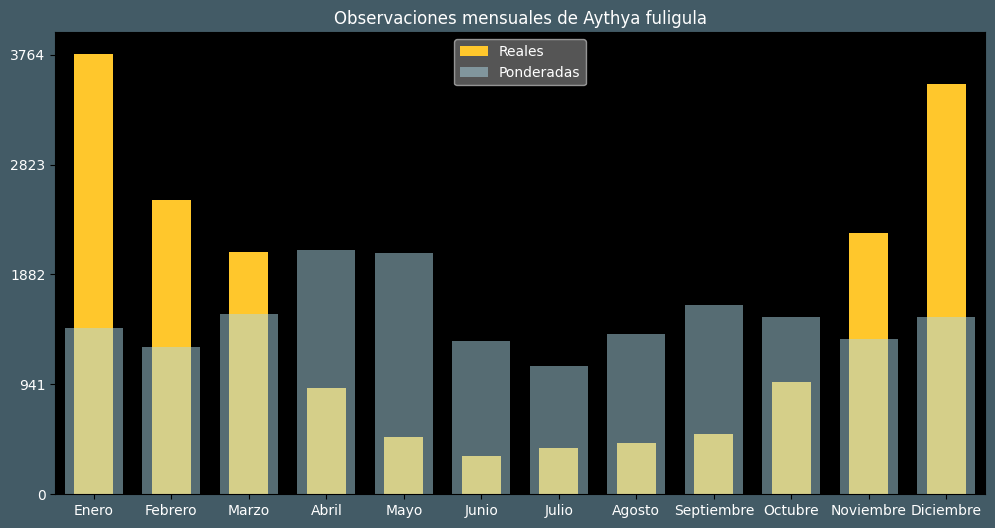 Observaciones mensuales de Aythya fuligula
Reales
Ponderadas
3764
2823
1882
941
0
Enero Febrero Marzo Abril Mayo Junio Julio Agosto Septiembre Octubre Noviembre Diciembre